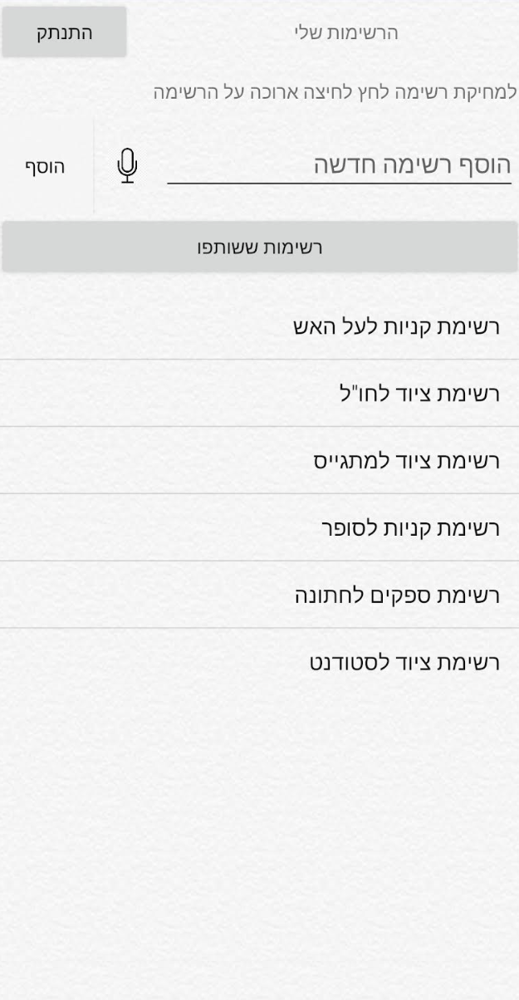 הרשימות שלי
התנתק
למחיקת רשימה לחץ לחיצה ארוכה על הרשימה
הוסף רשימה חדשה
הוסף
רשימות ששותפו
רשימת קניות לעל האש
רשימת ציוד לחו"ל
רשימת ציוד למתגייס
רשימת קניות לסופר
רשימת ספקים לחתונה
רשימת ציוד לסטודנט